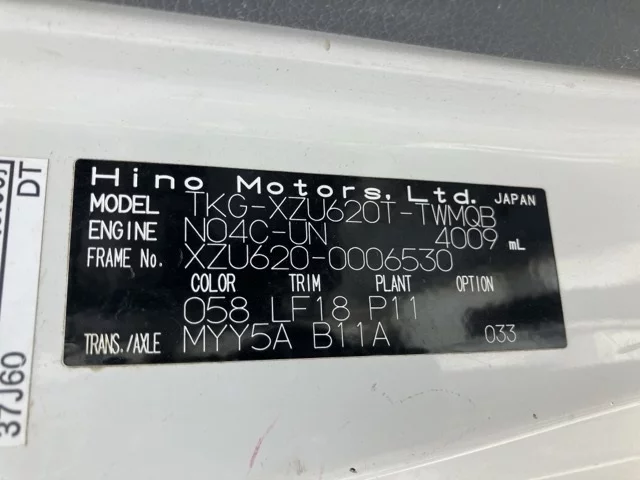 Hino Motors, Ltd. JAPAN
MODEL TKG-XZU620T-TWMQB
ENGINE N04C-UN 4009 mL
FRAME No. XZU620-0006530
COLOR TRIM PLANT OPTION
058 LF18 P11
TRANS./AXLE MYY5A B11A 033
DT
37J60